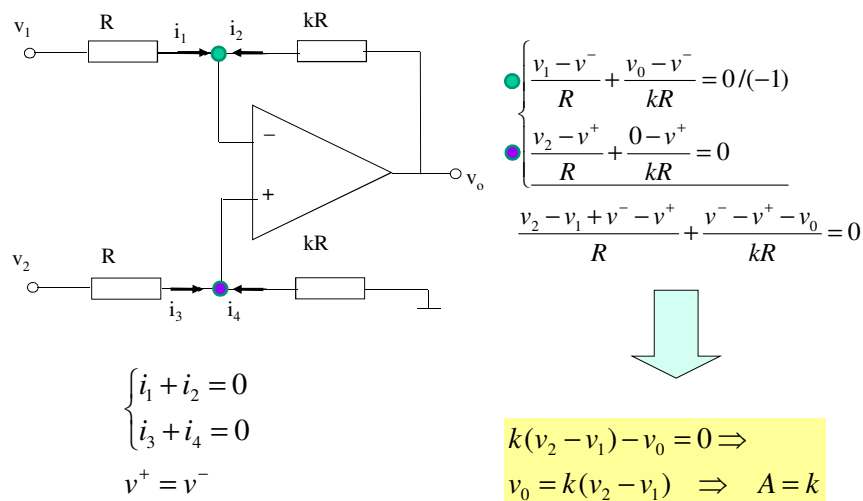 v₁ R i₁ i₂ kR
−
+
vₒ
v₂ R i₃ i₄ kR
(v₁ − v⁻)/R + (v₀ − v⁻)/kR = 0 /(−1)
(v₂ − v⁺)/R + (0 − v⁺)/kR = 0
(v₂ − v₁ + v⁻ − v⁺)/R + (v⁻ − v⁺ − v₀)/kR = 0
i₁ + i₂ = 0
i₃ + i₄ = 0
v⁺ = v⁻
k(v₂ − v₁) − v₀ = 0 ⇒
v₀ = k(v₂ − v₁) ⇒ A = k